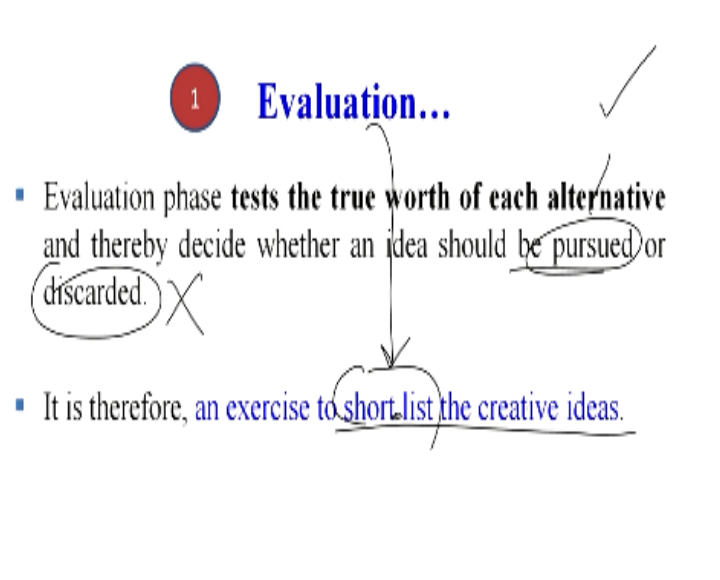 1 Evaluation...
▪ Evaluation phase tests the true worth of each alternative
and thereby decide whether an idea should be pursued or
discarded.
▪ It is therefore, an exercise to short list the creative ideas.